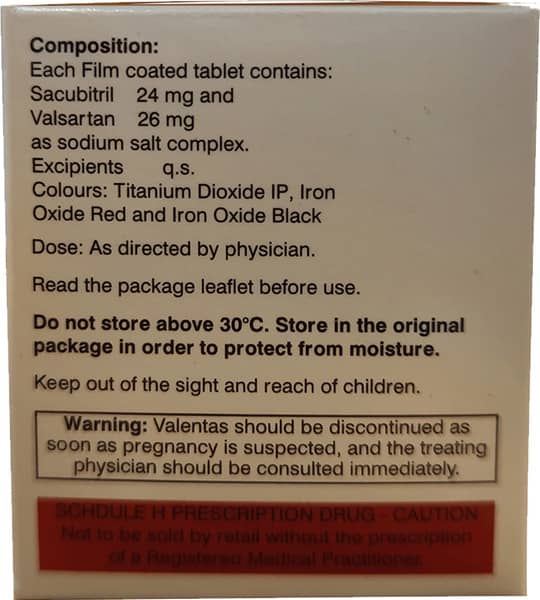 Composition:
Each Film coated tablet contains:
Sacubitril 24 mg and
Valsartan 26 mg
as sodium salt complex.
Excipients q.s.
Colours: Titanium Dioxide IP, Iron
Oxide Red and Iron Oxide Black
Dose: As directed by physician.
Read the package leaflet before use.
Do not store above 30°C. Store in the original
package in order to protect from moisture.
Keep out of the sight and reach of children.
Warning: Valentas should be discontinued as
soon as pregnancy is suspected, and the treating
physician should be consulted immediately.
SCHDULE H PRESCRIPTION DRUG - CAUTION
Not to be sold by retail without the prescription
of a Registered Medical Practitioner.